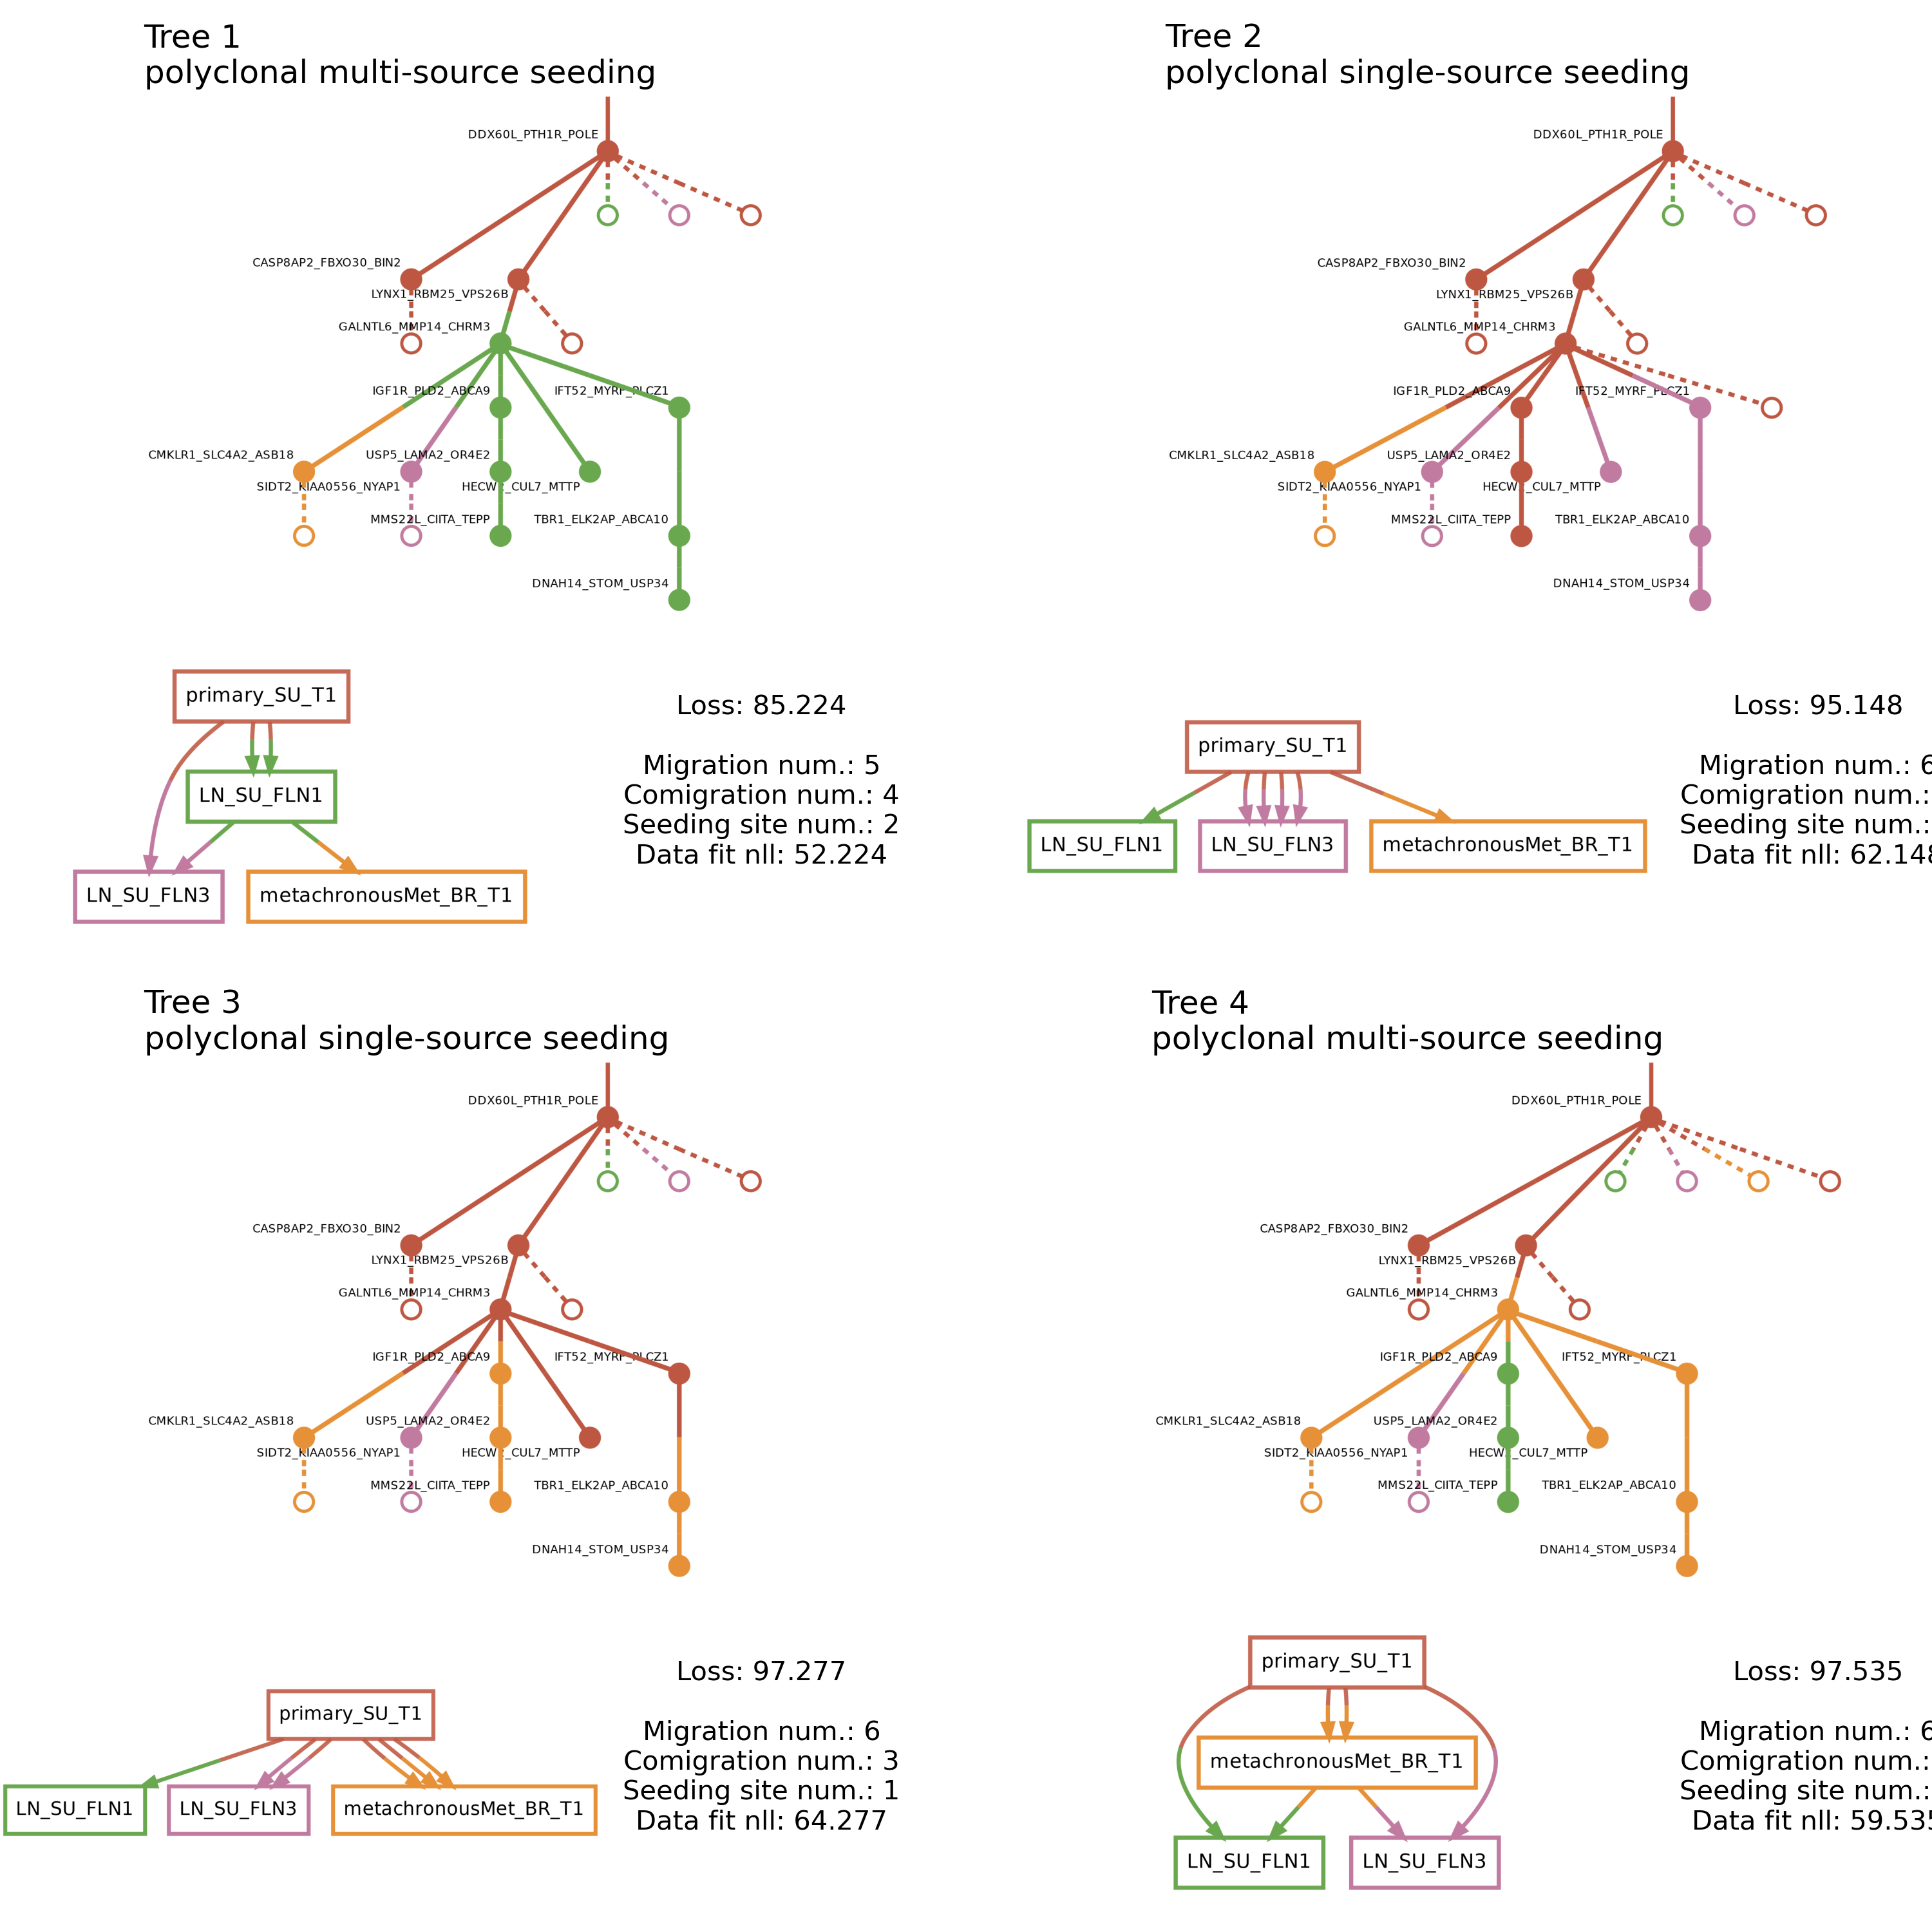 Tree 1
polyclonal multi-source seeding
DDX60L_PTH1R_POLE
CASP8AP2_FBXO30_BIN2
LYNX1_RBM25_VPS26B
GALNTL6_MMP14_CHRM3
IGF1R_PLD2_ABCA9
IFT52_MYRF_PLCZ1
CMKLR1_SLC4A2_ASB18
USP5_LAMA2_OR4E2
SIDT2_KIAA0556_NYAP1
MMS22L_CIITA_TEPP
TBR1_ELK2AP_ABCA10
DNAH14_STOM_USP34
primary_SU_T1
LN_SU_FLN1
LN_SU_FLN3
metachronousMet_BR_T1
Loss: 85.224
Migration num.: 5
Comigration num.: 4
Seeding site num.: 2
Data fit nll: 52.224
Tree 2
polyclonal single-source seeding
DDX60L_PTH1R_POLE
CASP8AP2_FBXO30_BIN2
LYNX1_RBM25_VPS26B
GALNTL6_MMP14_CHRM3
IGF1R_PLD2_ABCA9
IFT52_MYRF_PLCZ1
CMKLR1_SLC4A2_ASB18
USP5_LAMA2_OR4E2
SIDT2_KIAA0556_NYAP1
MMS22L_CIITA_TEPP
TBR1_ELK2AP_ABCA10
DNAH14_STOM_USP34
primary_SU_T1
LN_SU_FLN1
LN_SU_FLN3
metachronousMet_BR_T1
Loss: 95.148
Migration num.: 6
Comigration num.:
Seeding site num.:
Data fit nll: 62.148
Tree 3
polyclonal single-source seeding
DDX60L_PTH1R_POLE
CASP8AP2_FBXO30_BIN2
LYNX1_RBM25_VPS26B
GALNTL6_MMP14_CHRM3
IGF1R_PLD2_ABCA9
IFT52_MYRF_PLCZ1
CMKLR1_SLC4A2_ASB18
USP5_LAMA2_OR4E2
SIDT2_KIAA0556_NYAP1
MMS22L_CIITA_TEPP
TBR1_ELK2AP_ABCA10
DNAH14_STOM_USP34
primary_SU_T1
LN_SU_FLN1
LN_SU_FLN3
metachronousMet_BR_T1
Loss: 97.277
Migration num.: 6
Comigration num.: 3
Seeding site num.: 1
Data fit nll: 64.277
Tree 4
polyclonal multi-source seeding
DDX60L_PTH1R_POLE
CASP8AP2_FBXO30_BIN2
LYNX1_RBM25_VPS26B
GALNTL6_MMP14_CHRM3
IGF1R_PLD2_ABCA9
IFT52_MYRF_PLCZ1
CMKLR1_SLC4A2_ASB18
USP5_LAMA2_OR4E2
SIDT2_KIAA0556_NYAP1
MMS22L_CIITA_TEPP
TBR1_ELK2AP_ABCA10
DNAH14_STOM_USP34
primary_SU_T1
metachronousMet_BR_T1
LN_SU_FLN1
LN_SU_FLN3
Loss: 97.535
Migration num.: 6
Comigration num.:
Seeding site num.:
Data fit nll: 59.535